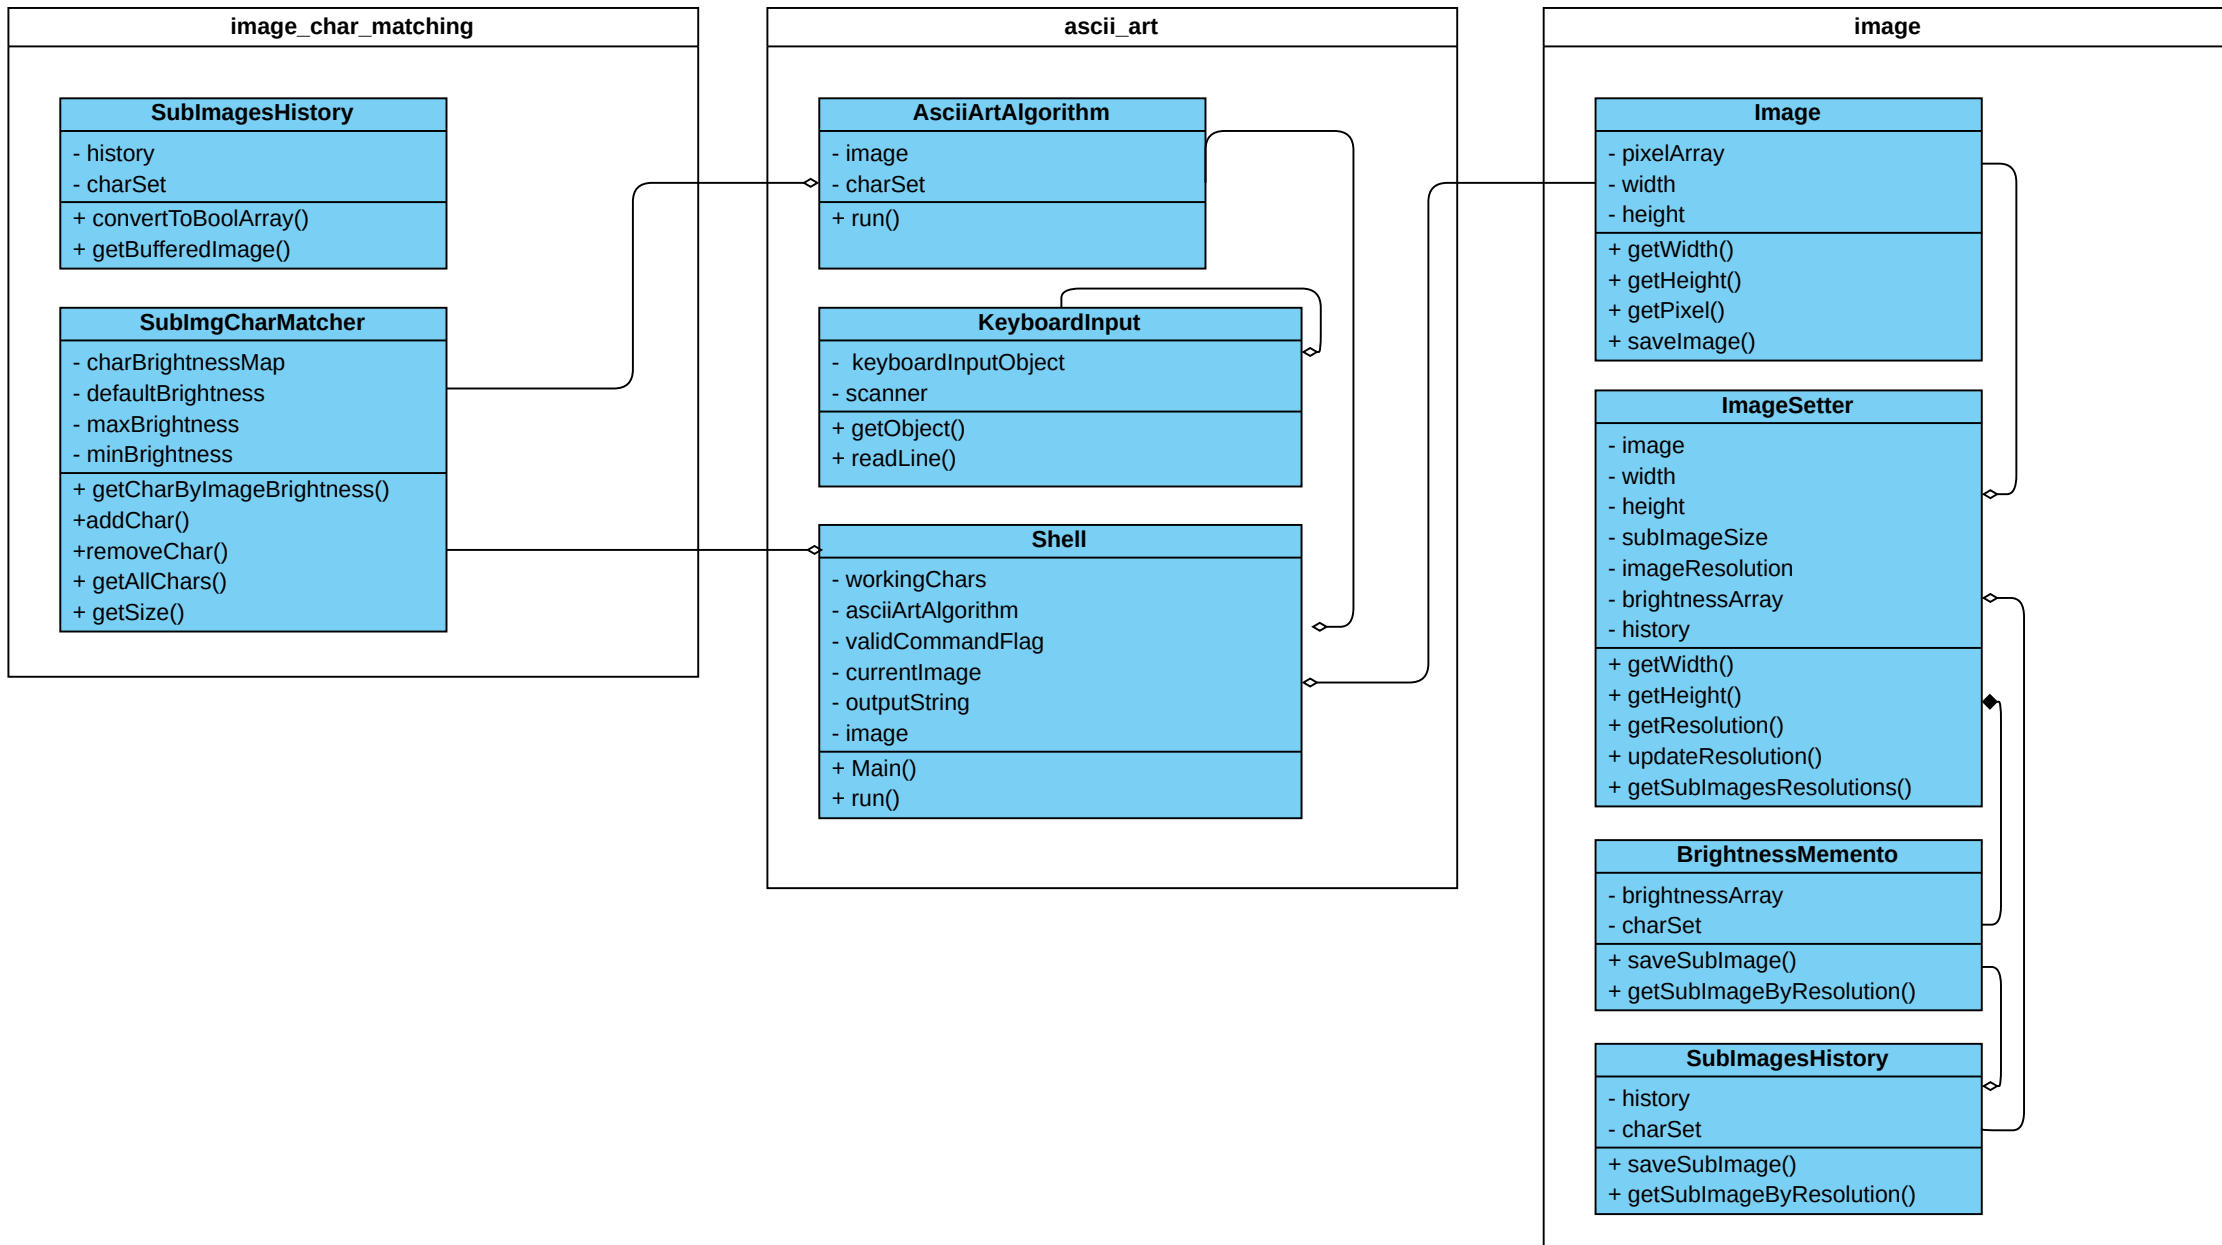 image_char_matching
SubImagesHistory
- history
- charSet
+ convertToBoolArray()
+ getBufferedImage()
SubImgCharMatcher
- charBrightnessMap
- defaultBrightness
- maxBrightness
- minBrightness
+ getCharByImageBrightness()
+addChar()
+removeChar()
+ getAllChars()
+ getSize()
ascii_art
AsciiArtAlgorithm
- image
- charSet
+ run()
KeyboardInput
-  keyboardInputObject
- scanner
+ getObject()
+ readLine()
Shell
- workingChars
- asciiArtAlgorithm
- validCommandFlag
- currentImage
- outputString
- image
+ Main()
+ run()
image
Image
- pixelArray
- width
- height
+ getWidth()
+ getHeight()
+ getPixel()
+ saveImage()
ImageSetter
- image
- width
- height
- subImageSize
- imageResolution
- brightnessArray
- history
+ getWidth()
+ getHeight()
+ getResolution()
+ updateResolution()
+ getSubImagesResolutions()
BrightnessMemento
- brightnessArray
- charSet
+ saveSubImage()
+ getSubImageByResolution()
SubImagesHistory
- history
- charSet
+ saveSubImage()
+ getSubImageByResolution()